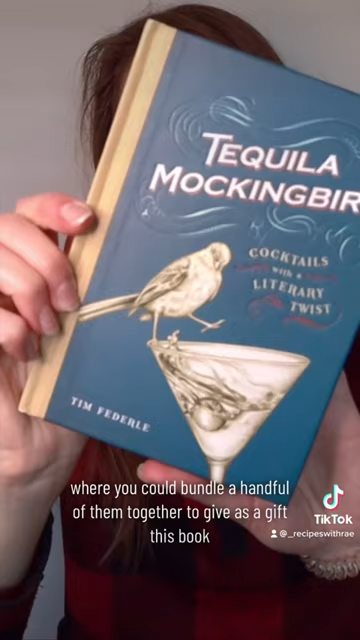 TEQUILA
MOCKINGBIR
COCKTAILS
with a
LITERARY
TWIST
TIM FEDERLE
where you could bundle a handful
of them together to give as a gift
this book
TikTok
@_recipeswithrae